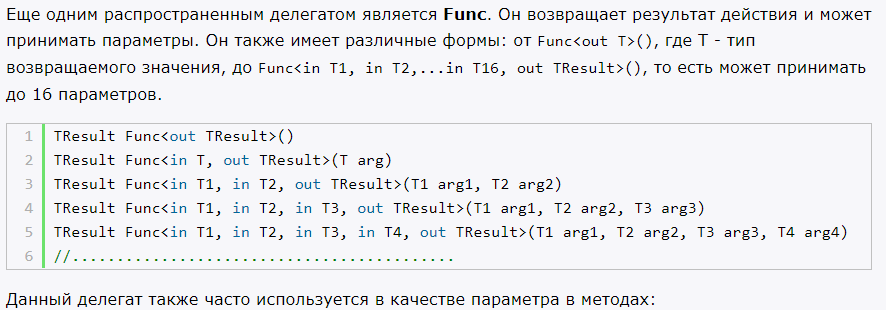 Еще одним распространенным делегатом является Func. Он возвращает результат действия и может
принимать параметры. Он также имеет различные формы: от Func<out T>(), где T - тип
возвращаемого значения, до Func<in T1, in T2,...in T16, out TResult>(), то есть может принимать
до 16 параметров.
1 TResult Func<out TResult>()
2 TResult Func<in T, out TResult>(T arg)
3 TResult Func<in T1, in T2, out TResult>(T1 arg1, T2 arg2)
4 TResult Func<in T1, in T2, in T3, out TResult>(T1 arg1, T2 arg2, T3 arg3)
5 TResult Func<in T1, in T2, in T3, in T4, out TResult>(T1 arg1, T2 arg2, T3 arg3, T4 arg4)
6 //...........................................
Данный делегат также часто используется в качестве параметра в методах: